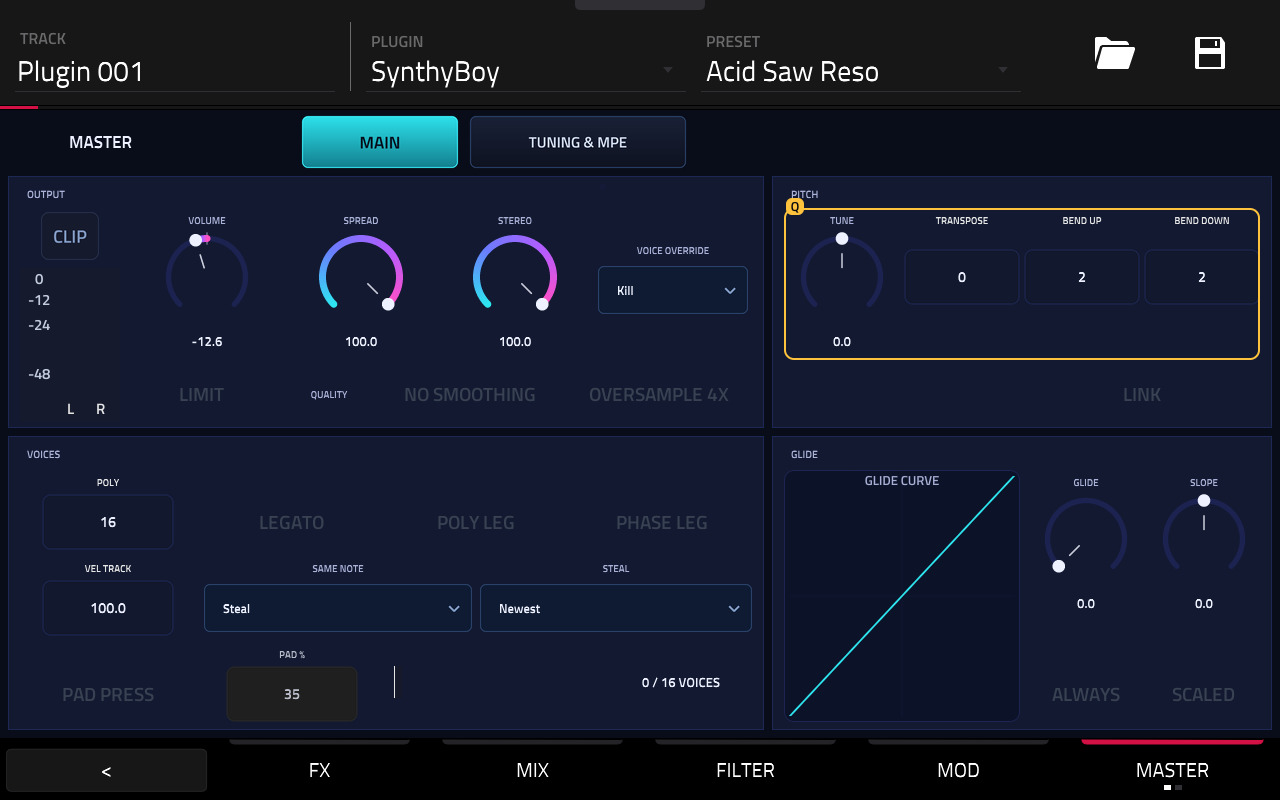 TRACK
Plugin 001
PLUGIN
SynthyBoy
PRESET
Acid Saw Reso
MASTER
MAIN
TUNING & MPE
OUTPUT
CLIP
0
-12
-24
-48
L R
VOLUME
-12.6
SPREAD
100.0
STEREO
100.0
VOICE OVERRIDE
Kill
LIMIT
QUALITY
NO SMOOTHING
OVERSAMPLE 4X
PITCH
Q
TUNE
0.0
TRANSPOSE
0
BEND UP
2
BEND DOWN
2
LINK
VOICES
POLY
16
LEGATO
POLY LEG
PHASE LEG
VEL TRACK
100.0
SAME NOTE
Steal
STEAL
Newest
PAD PRESS
PAD %
35
0 / 16 VOICES
GLIDE
GLIDE CURVE
GLIDE
0.0
SLOPE
0.0
ALWAYS
SCALED
<
FX
MIX
FILTER
MOD
MASTER